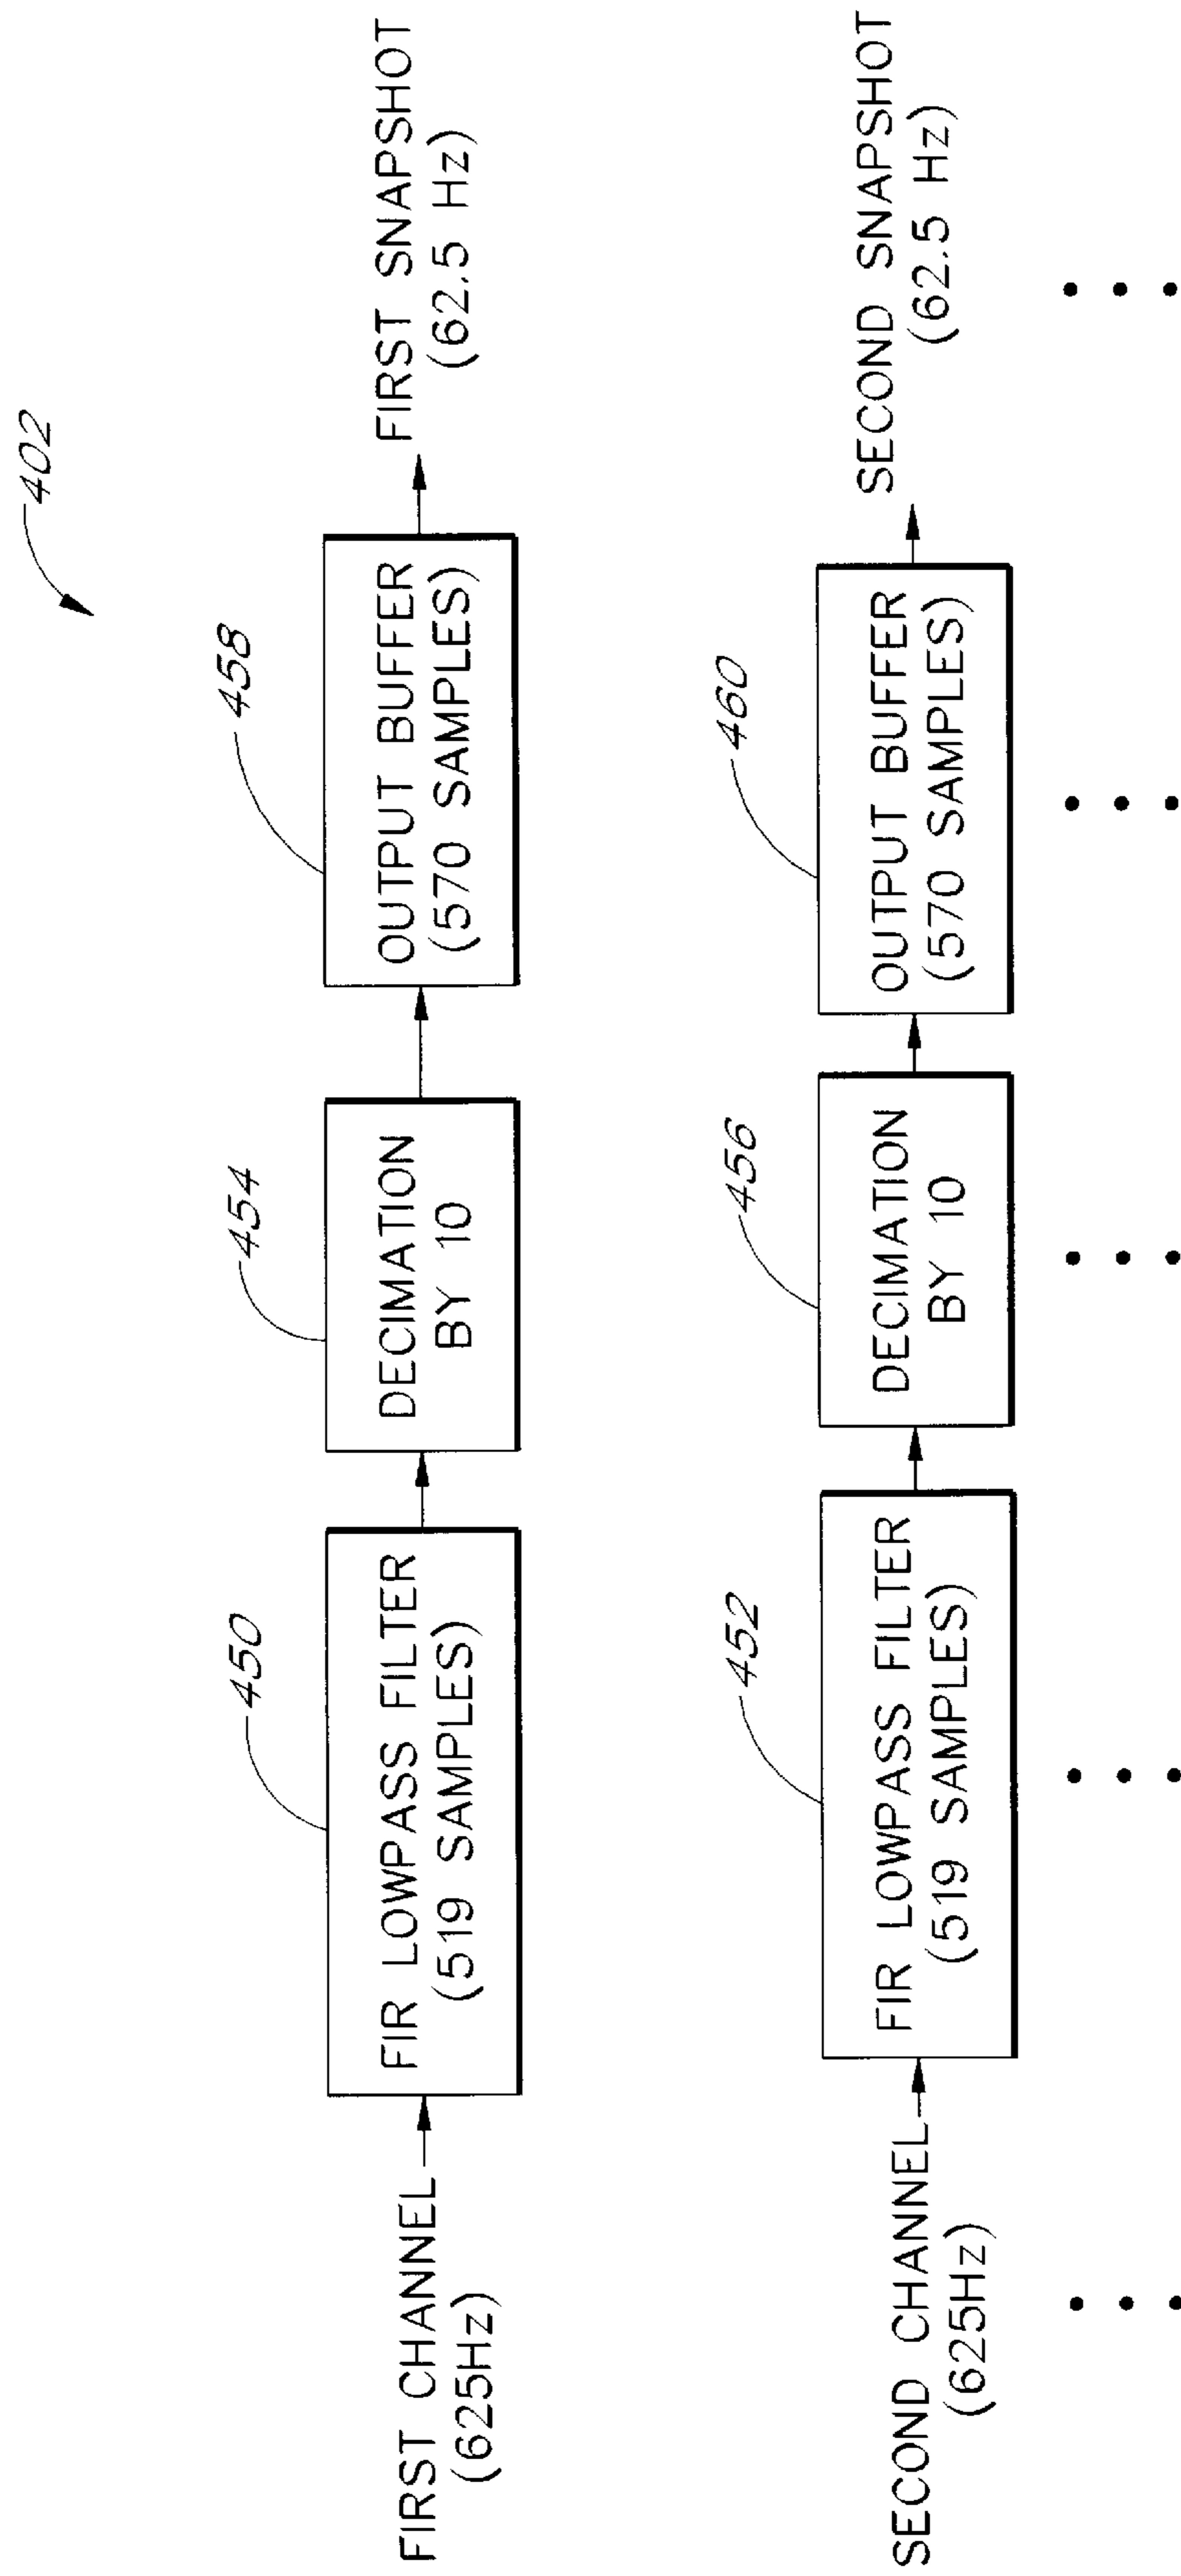 402
450
454
458
FIRST CHANNEL
(625Hz)
FIR LOWPASS FILTER
(519 SAMPLES)
DECIMATION
BY 10
OUTPUT BUFFER
(570 SAMPLES)
FIRST SNAPSHOT
(62.5 Hz)
452
456
460
SECOND CHANNEL
(625Hz)
FIR LOWPASS FILTER
(519 SAMPLES)
DECIMATION
BY 10
OUTPUT BUFFER
(570 SAMPLES)
SECOND SNAPSHOT
(62.5 Hz)